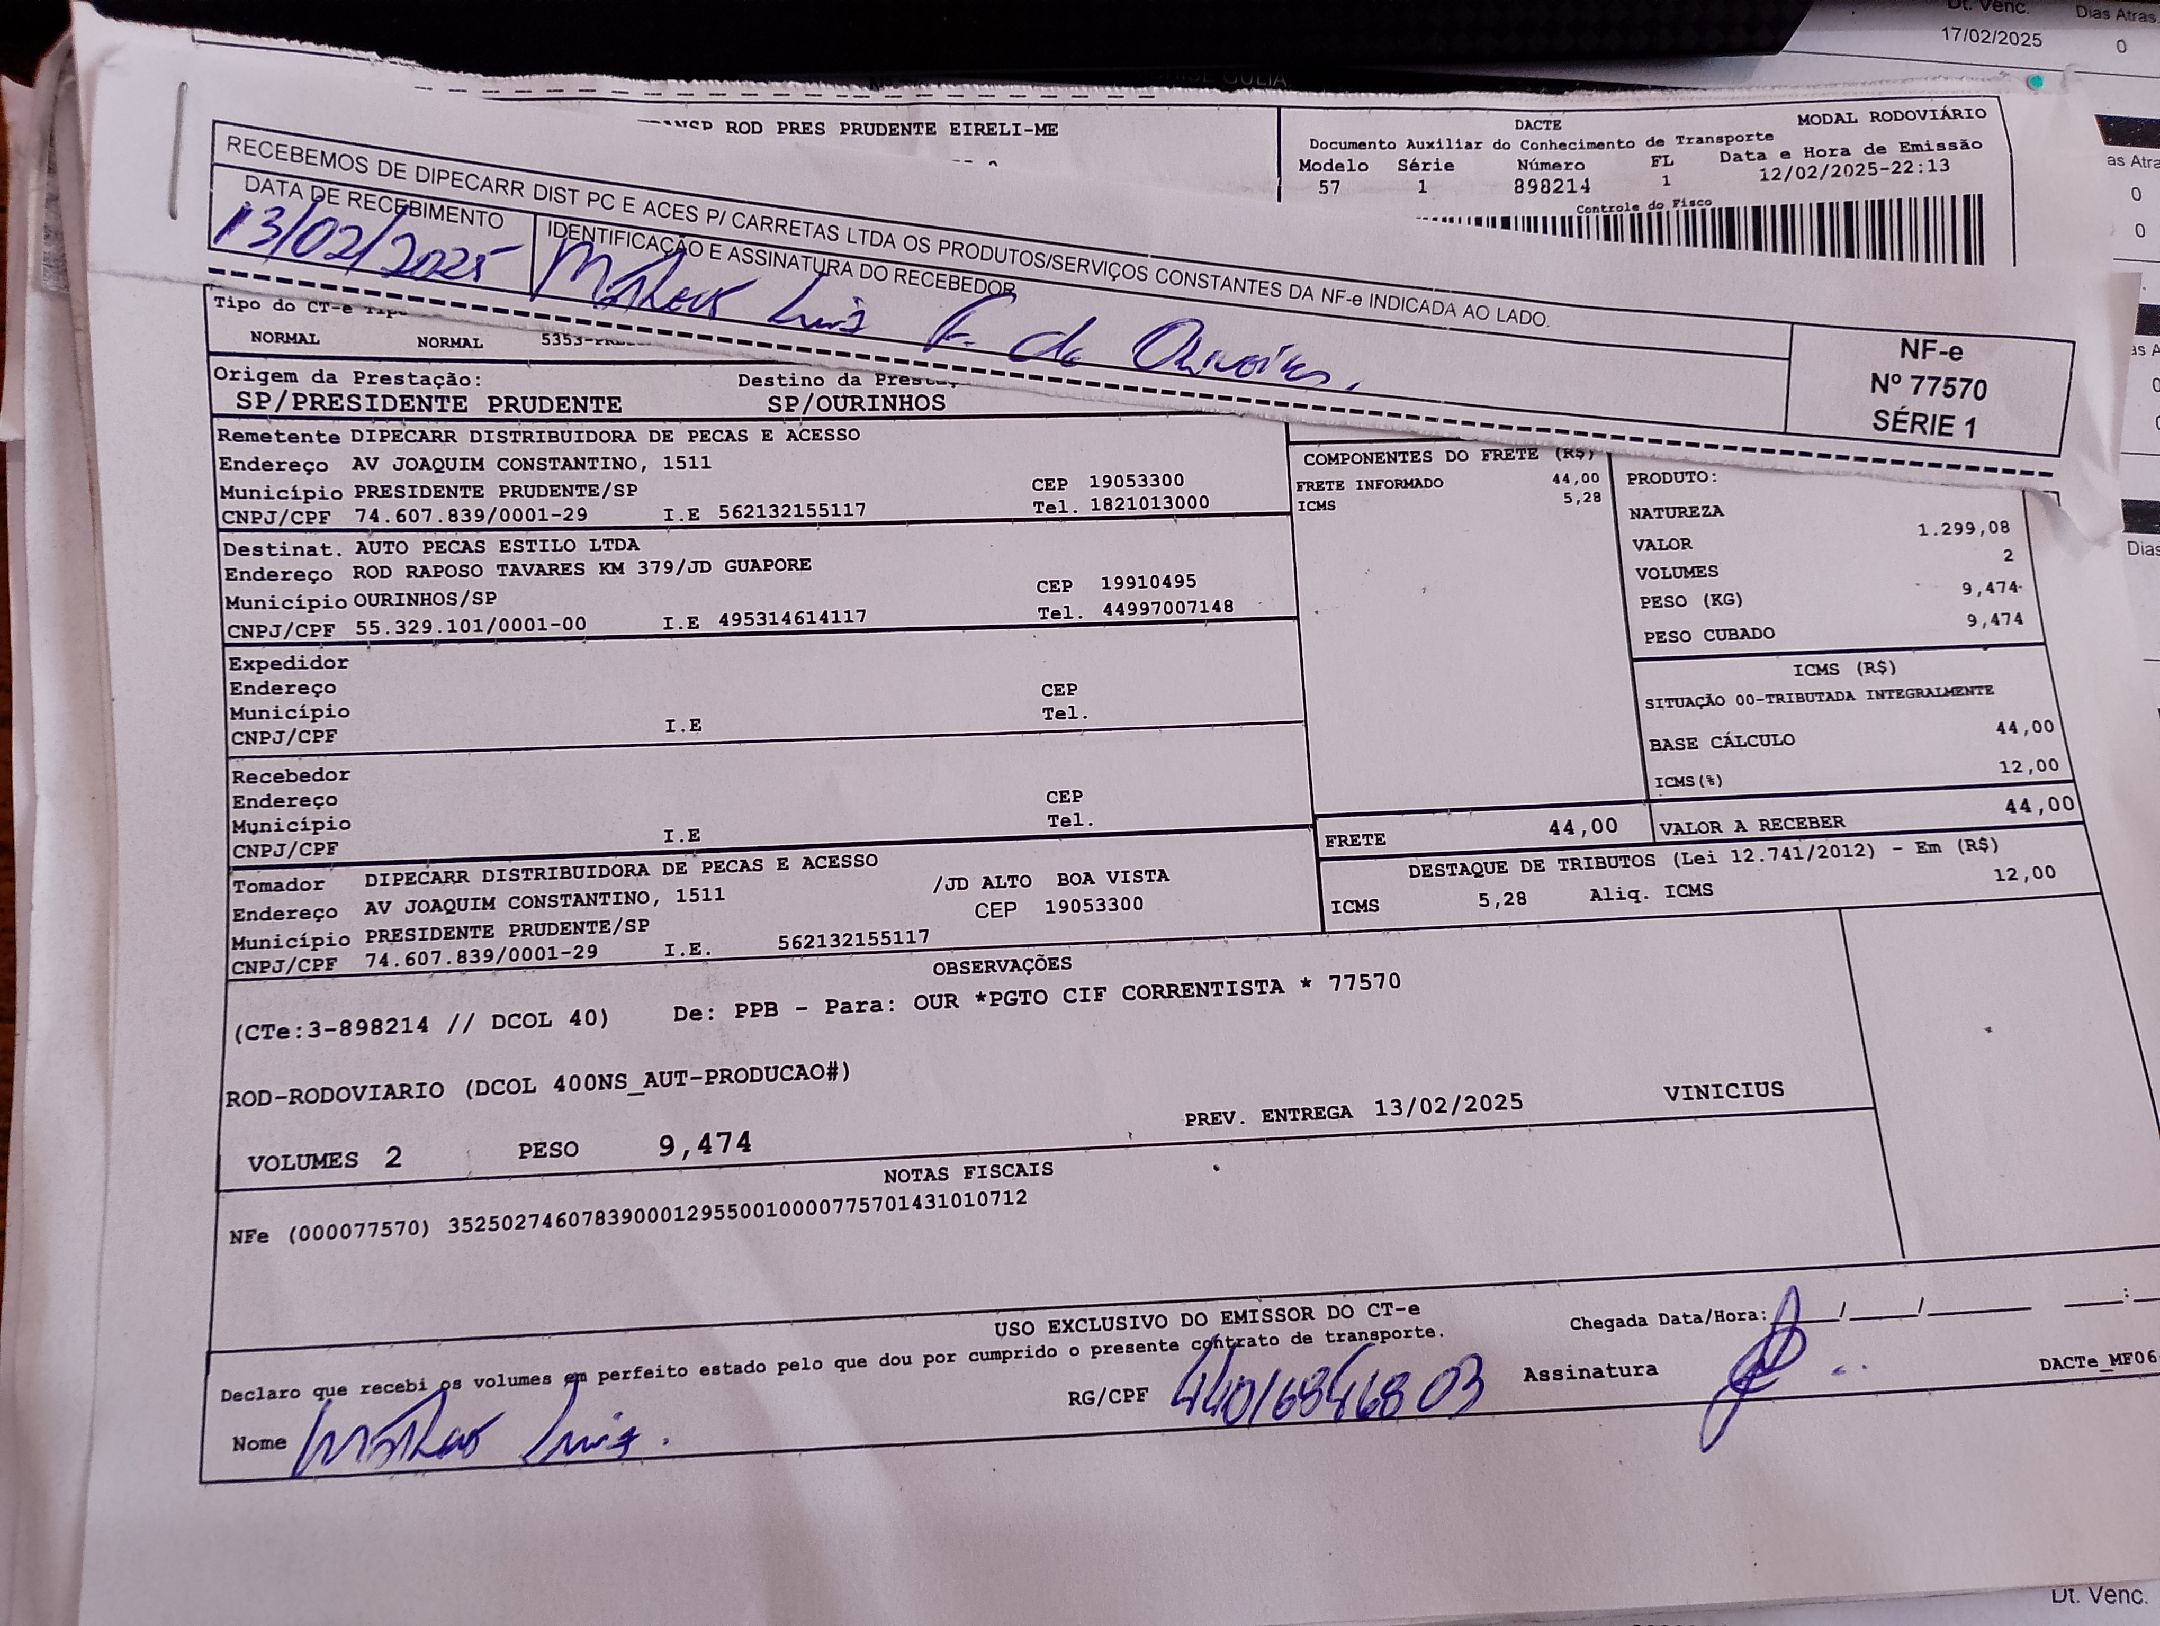 Dt. Venc.
Dias Atras.
17/02/2025
0
ROD PRES PRUDENTE EIRELI-ME
DACTE
MODAL RODOVIÁRIO
Documento Auxiliar do Conhecimento de Transporte
Modelo Série Número FL Data e Hora de Emissão
57 1 898214 1 12/02/2025-22:13
Controle do Fisco
RECEBEMOS DE DIPECARR DIST PC E ACES P/ CARRETAS LTDA OS PRODUTOS/SERVIÇOS CONSTANTES DA NF-e INDICADA AO LADO.
DATA DE RECEBIMENTO
13/02/2025
IDENTIFICAÇÃO E ASSINATURA DO RECEBEDOR
Matheus Luis F. de Oliveira.
NF-e
Nº 77570
SÉRIE 1
Tipo do CT-e
NORMAL NORMAL
Origem da Prestação:
SP/PRESIDENTE PRUDENTE
Destino da
SP/OURINHOS
Remetente DIPECARR DISTRIBUIDORA DE PECAS E ACESSO
Endereço AV JOAQUIM CONSTANTINO, 1511
Município PRESIDENTE PRUDENTE/SP CEP 19053300
CNPJ/CPF 74.607.839/0001-29 I.E 562132155117 Tel. 1821013000
Destinat. AUTO PECAS ESTILO LTDA
Endereço ROD RAPOSO TAVARES KM 379/JD GUAPORE
Município OURINHOS/SP CEP 19910495
CNPJ/CPF 55.329.101/0001-00 I.E 495314614117 Tel. 44997007148
Expedidor
Endereço
Município CEP
CNPJ/CPF I.E Tel.
Recebedor
Endereço
Município CEP
CNPJ/CPF I.E Tel.
Tomador DIPECARR DISTRIBUIDORA DE PECAS E ACESSO
Endereço AV JOAQUIM CONSTANTINO, 1511 /JD ALTO BOA VISTA
Município PRESIDENTE PRUDENTE/SP CEP 19053300
CNPJ/CPF 74.607.839/0001-29 I.E. 562132155117
COMPONENTES DO FRETE (R$)
FRETE INFORMADO 44,00
ICMS 5,28
PRODUTO:
NATUREZA
VALOR 1.299,08
VOLUMES 2
PESO (KG) 9,474
PESO CUBADO 9,474
ICMS (R$)
SITUAÇÃO 00-TRIBUTADA INTEGRALMENTE
BASE CÁLCULO 44,00
ICMS(%) 12,00
FRETE 44,00 VALOR A RECEBER 44,00
DESTAQUE DE TRIBUTOS (Lei 12.741/2012) - Em (R$)
ICMS 5,28 Aliq. ICMS 12,00
OBSERVAÇÕES
(CTe:3-898214 // DCOL 40) De: PPB - Para: OUR *PGTO CIF CORRENTISTA * 77570
ROD-RODOVIARIO (DCOL 400NS_AUT-PRODUCAO#)
VOLUMES 2 PESO 9,474 PREV. ENTREGA 13/02/2025 VINICIUS
NOTAS FISCAIS
NFe (000077570) 35250274607839000129550010000775701431010712
USO EXCLUSIVO DO EMISSOR DO CT-e
Declaro que recebi os volumes em perfeito estado pelo que dou por cumprido o presente contrato de transporte.
Chegada Data/Hora: / / :
Nome Matheus Luis. RG/CPF 44016846803 Assinatura
DACTe_MF06
Dt. Venc.